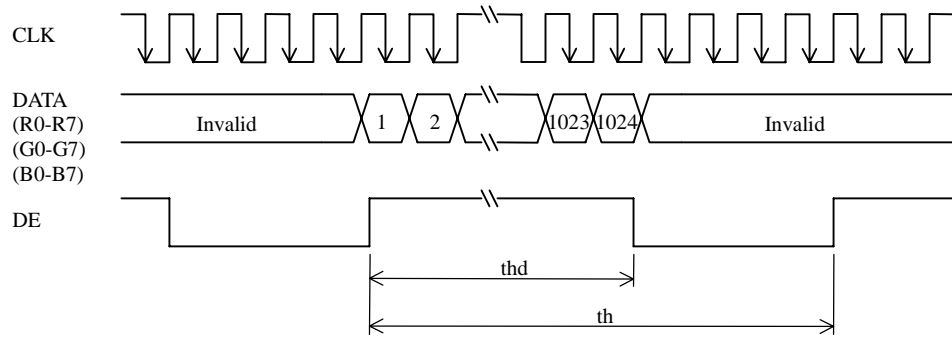 CLK
DATA
(R0-R7)
(G0-G7)
(B0-B7)
Invalid 1 2 1023 1024 Invalid
DE
thd
th